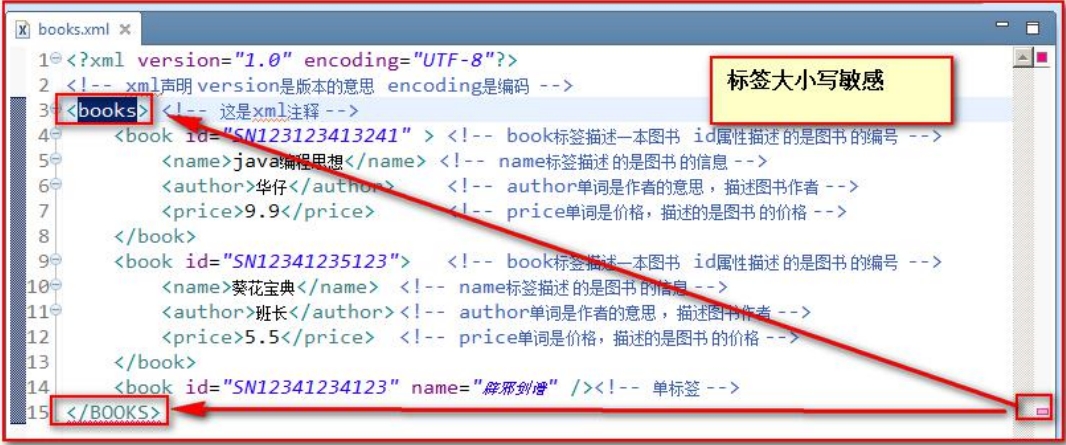 books.xml
标签大小写敏感
1 <?xml version="1.0" encoding="UTF-8"?>
2 <!-- xml声明 version是版本的意思 encoding是编码 -->
3 <books> <!-- 这是xml注释 -->
4 <book id="SN123123413241" > <!-- book标签描述一本图书 id属性描述 的是图书 的编号 -->
5 <name>java编程思想</name> <!-- name标签描述 的是图书 的信息 -->
6 <author>华仔</author> <!-- author单词是作者的意思 ，描述图书作者 -->
7 <price>9.9</price> <!-- price单词是价格，描述的是图书 的价格 -->
8 </book>
9 <book id="SN12341235123"> <!-- book标签描述一本图书 id属性描述 的是图书 的编号 -->
10 <name>葵花宝典</name> <!-- name标签描述 的是图书 的信息 -->
11 <author>班长</author><!-- author单词是作者的意思 ，描述图书作者 -->
12 <price>5.5</price> <!-- price单词是价格，描述的是图书 的价格 -->
13 </book>
14 <book id="SN12341234123" name="辟邪剑谱" /><!-- 单标签 -->
15 </BOOKS>